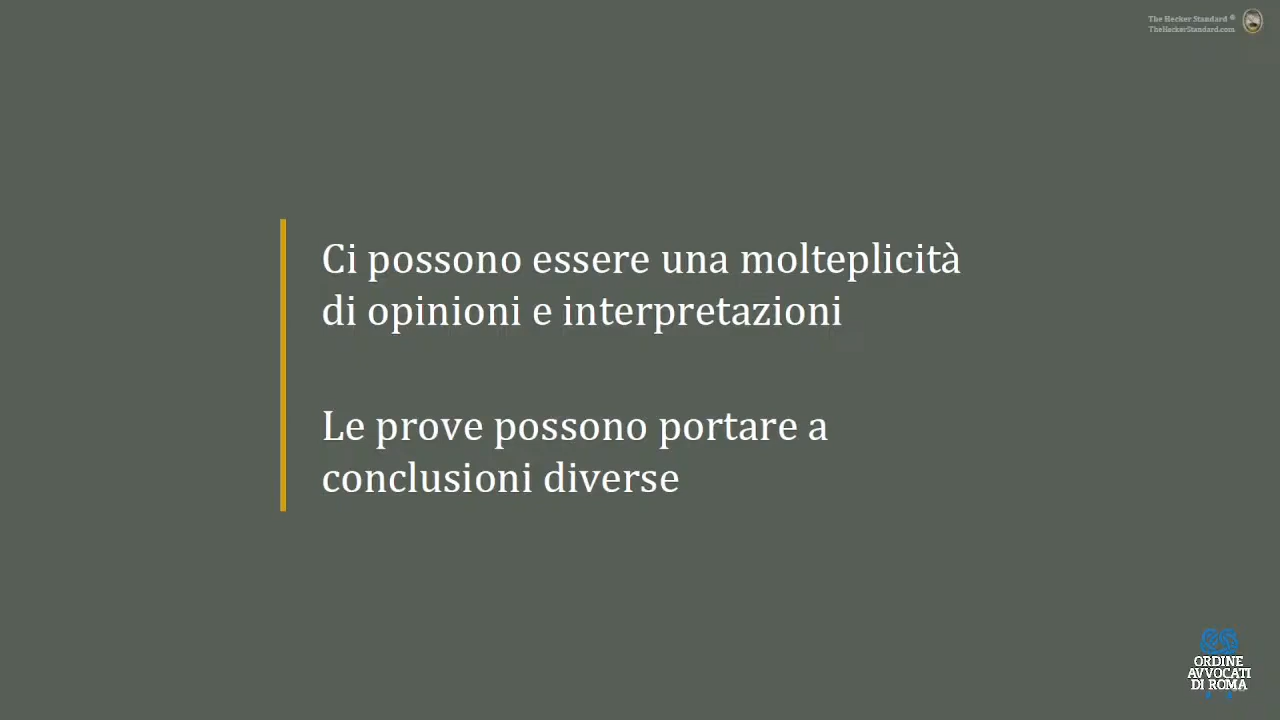 The Hecker Standard ®
TheHeckerStandard.com
Ci possono essere una molteplicità
di opinioni e interpretazioni
Le prove possono portare a
conclusioni diverse
ORDINE
AVVOCATI
DI ROMA